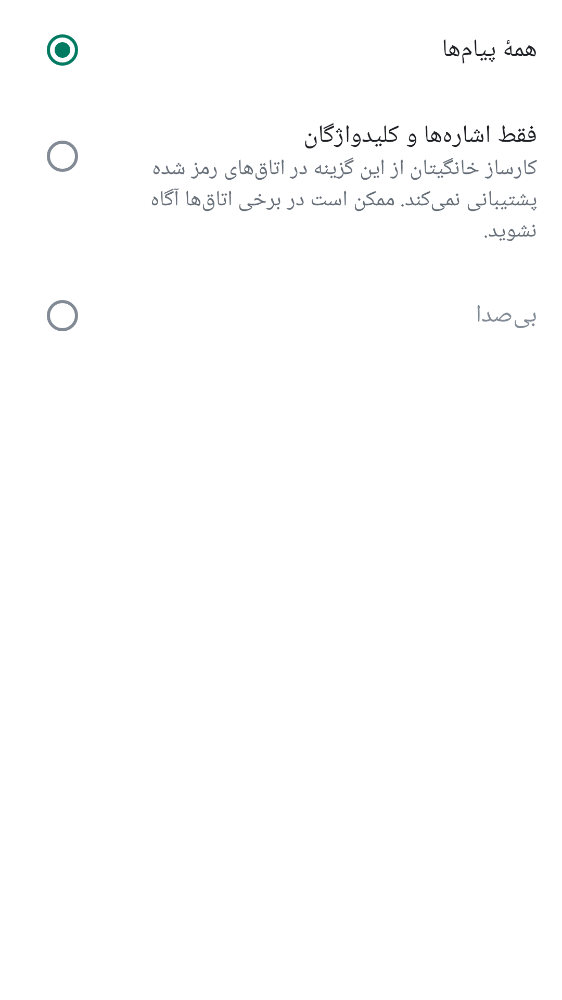 همهٔ پیام‌ها
فقط اشاره‌ها و کلیدواژگان
کارساز خانگیتان از این گزینه در اتاق‌های رمز شده
پشتیبانی نمی‌کند. ممکن است در برخی اتاق‌ها آگاه
نشوید.
بی‌صدا